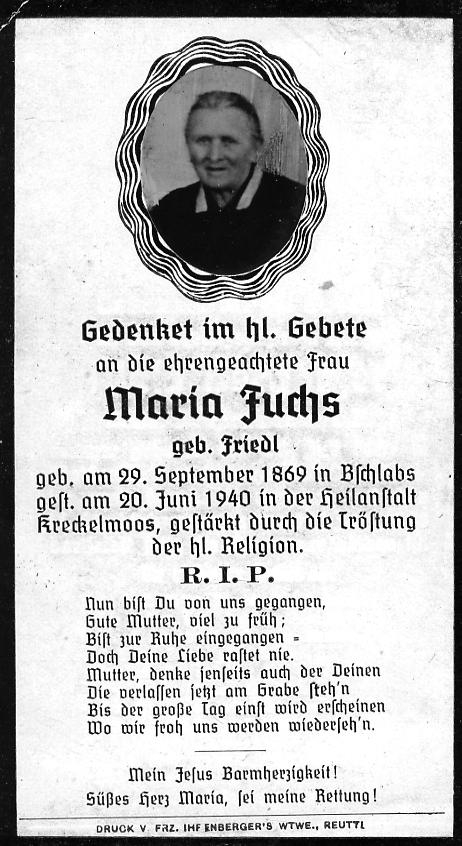 Gedenket im hl. Gebete
an die ehrengeachtete Frau
Maria Fuchs
geb. Friedl
geb. am 29. September 1869 in Bschlabs
gest. am 20. Juni 1940 in der Heilanstalt
Kreckelmoos, gestärkt durch die Tröstung
der hl. Religion.
R. I. P.
Nun bist Du von uns gegangen,
Gute Mutter, viel zu früh;
Bist zur Ruhe eingegangen =
Doch Deine Liebe rastet nie.
Mutter, denke jenseits auch der Deinen
Die verlassen jetzt am Grabe steh'n
Bis der große Tag einst wird erscheinen
Wo wir froh uns werden wiederseh'n.
Mein Jesus Barmherzigkeit!
Süßes Herz Maria, sei meine Rettung!
DRUCK V. FRZ. WTWE., REUTTE